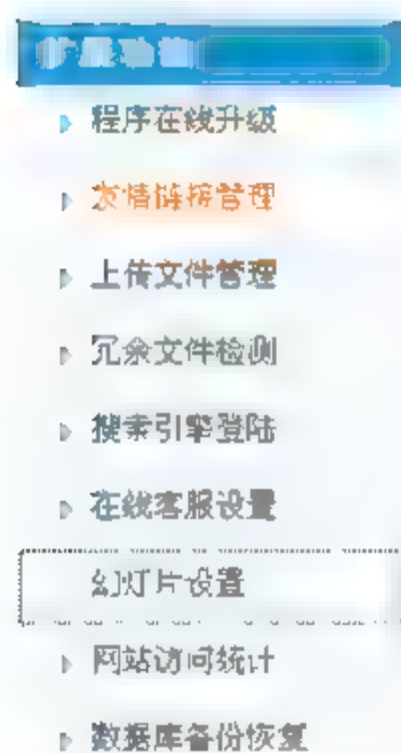 扩展功能
程序在线升级
友情链接管理
上传文件管理
冗余文件检测
搜索引擎登陆
在线客服设置
幻灯片设置
网站访问统计
数据库备份恢复